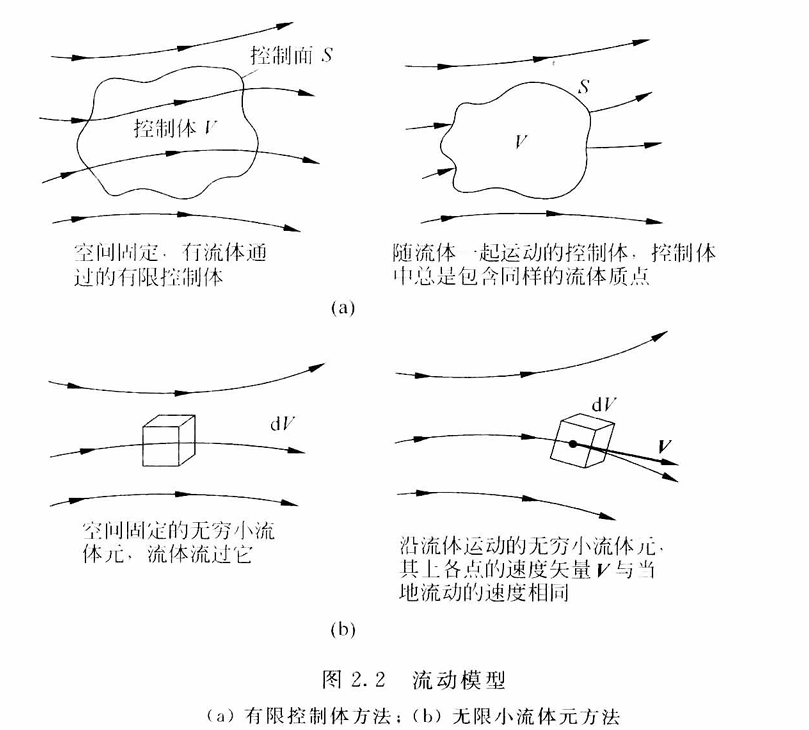 控制面 S
控制体 V
S
V
空间固定，有流体通
过的有限控制体
随流体一起运动的控制体，控制体
中总是包含同样的流体质点
(a)
dV
dV
V
空间固定的无穷小流
体元，流体流过它
沿流体运动的无穷小流体元，
其上各点的速度矢量V与当
地流动的速度相同
(b)
图 2.2 流动模型
(a) 有限控制体方法；(b) 无限小流体元方法